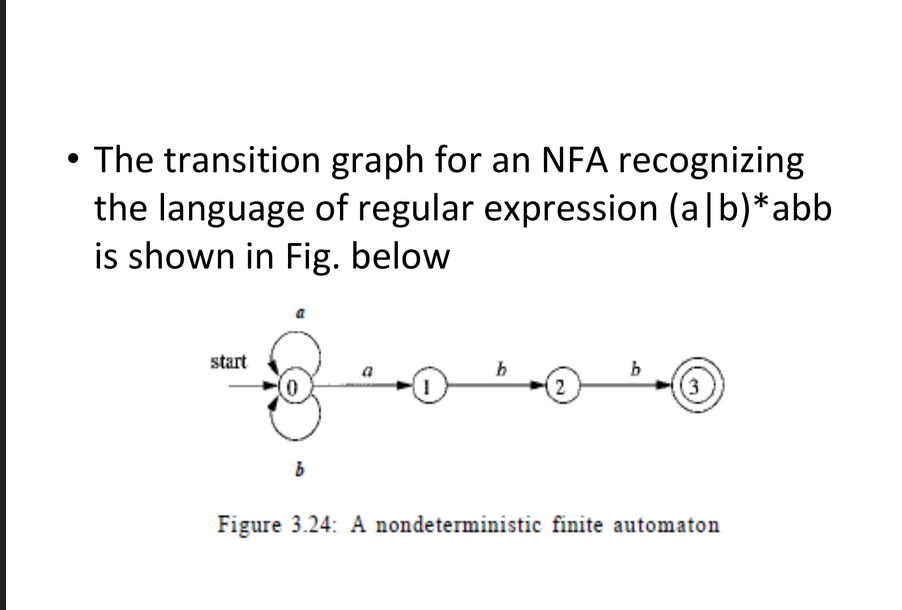 • The transition graph for an NFA recognizing
the language of regular expression (a|b)*abb
is shown in Fig. below
a
start
0
a
1
b
2
b
3
b
Figure 3.24: A nondeterministic finite automaton